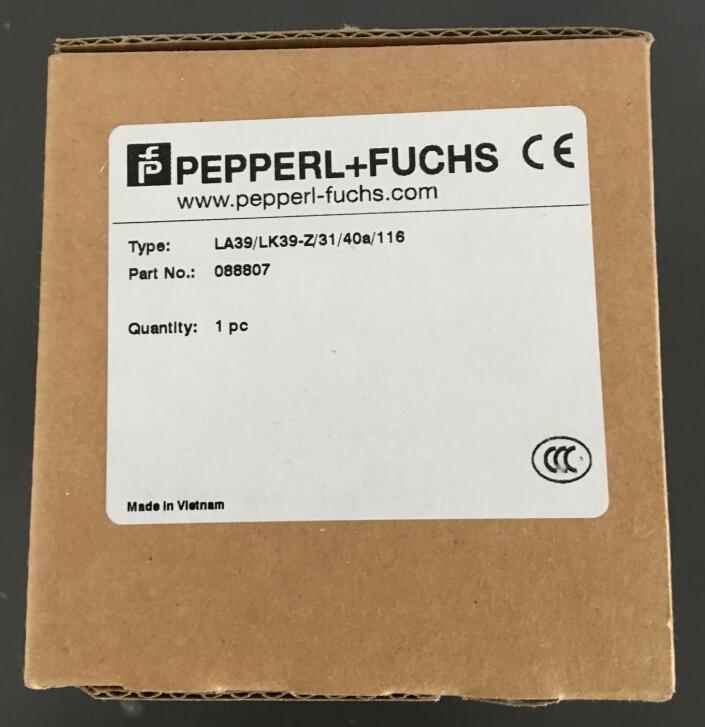 PEPPERL+FUCHS CE
www.pepperl-fuchs.com
Type: LA39/LK39-Z/31/40a/116
Part No.: 088807
Quantity: 1 pc
CCC
Made in Vietnam